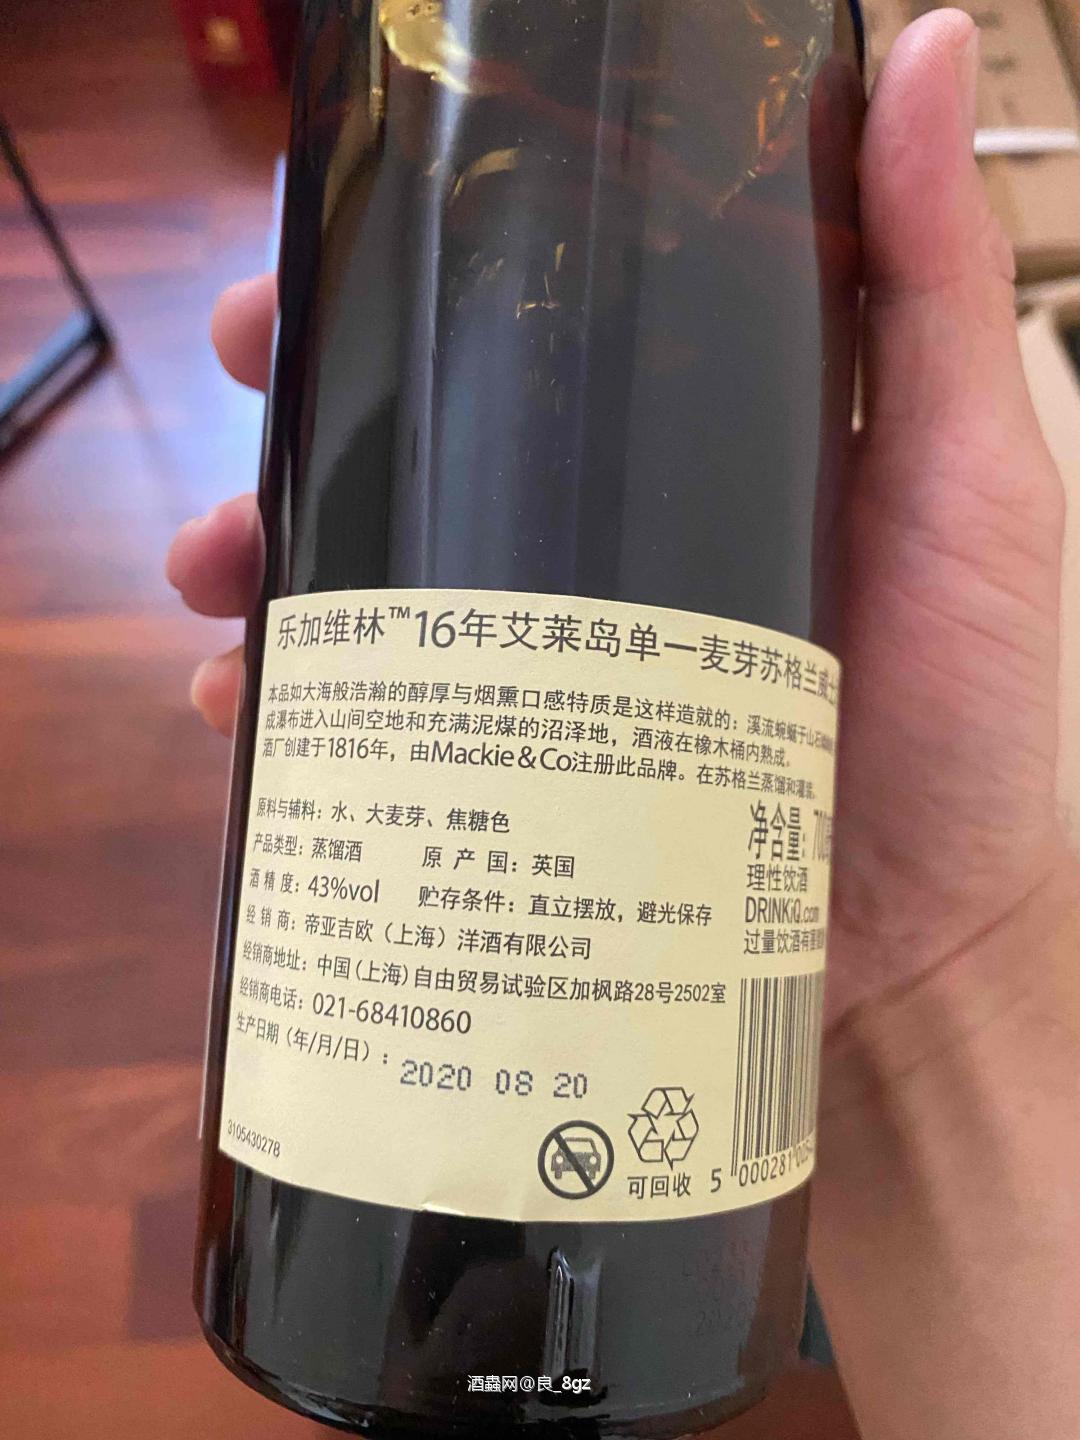 乐加维林™16年艾莱岛单一麦芽苏格兰威士
本品如大海般浩瀚的醇厚与烟熏口感特质是这样造就的：溪流蜿蜒于山石
成瀑布进入山间空地和充满泥煤的沼泽地，酒液在橡木桶内熟成。
酒厂创建于1816年，由Mackie&Co注册此品牌。在苏格兰蒸馏和灌装。
原料与辅料：水、大麦芽、焦糖色
产品类型：蒸馏酒 原 产 国：英国
酒 精 度：43%vol 贮存条件：直立摆放，避光保存
经 销 商：帝亚吉欧（上海）洋酒有限公司
经销商地址：中国(上海)自由贸易试验区加枫路28号2502室
经销商电话：021-68410860
生产日期（年/月/日）：2020 08 20
净含量：700
理性饮酒
DRINKiQ.com
过量饮酒有
3105430278
可回收
5 000281 005
酒蟲网@良_8gz